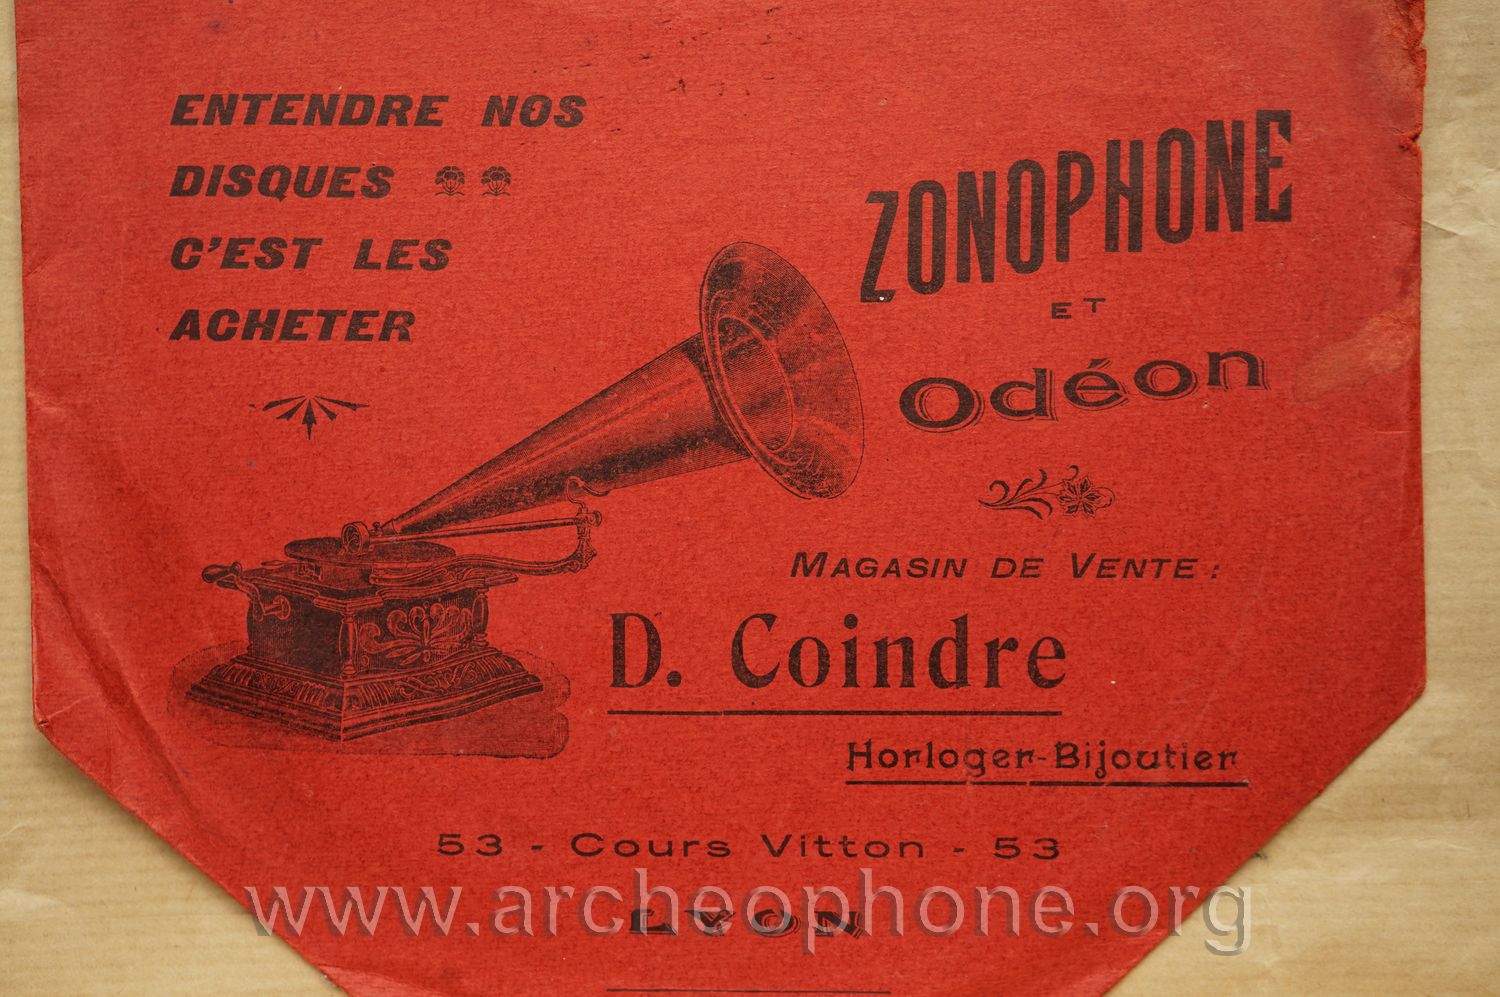 ENTENDRE NOS
DISQUES
C'EST LES
ACHETER
ZONOPHONE
ET
Odéon
MAGASIN DE VENTE :
D. Coindre
Horloger-Bijoutier
53 - Cours Vitton - 53
LYON
www.archeophone.org